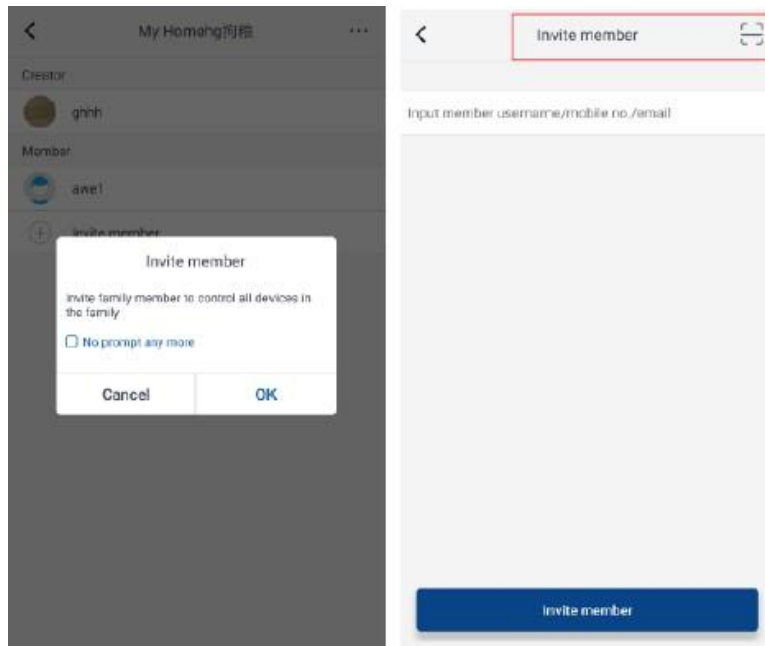 My Homehg
...
Creator
ghhh
Member
awe1
Invite member
Invite member
Invite family member to control all devices in
the family
No prompt any more
Cancel
OK
Invite member
Input member username/mobile no./email
Invite member